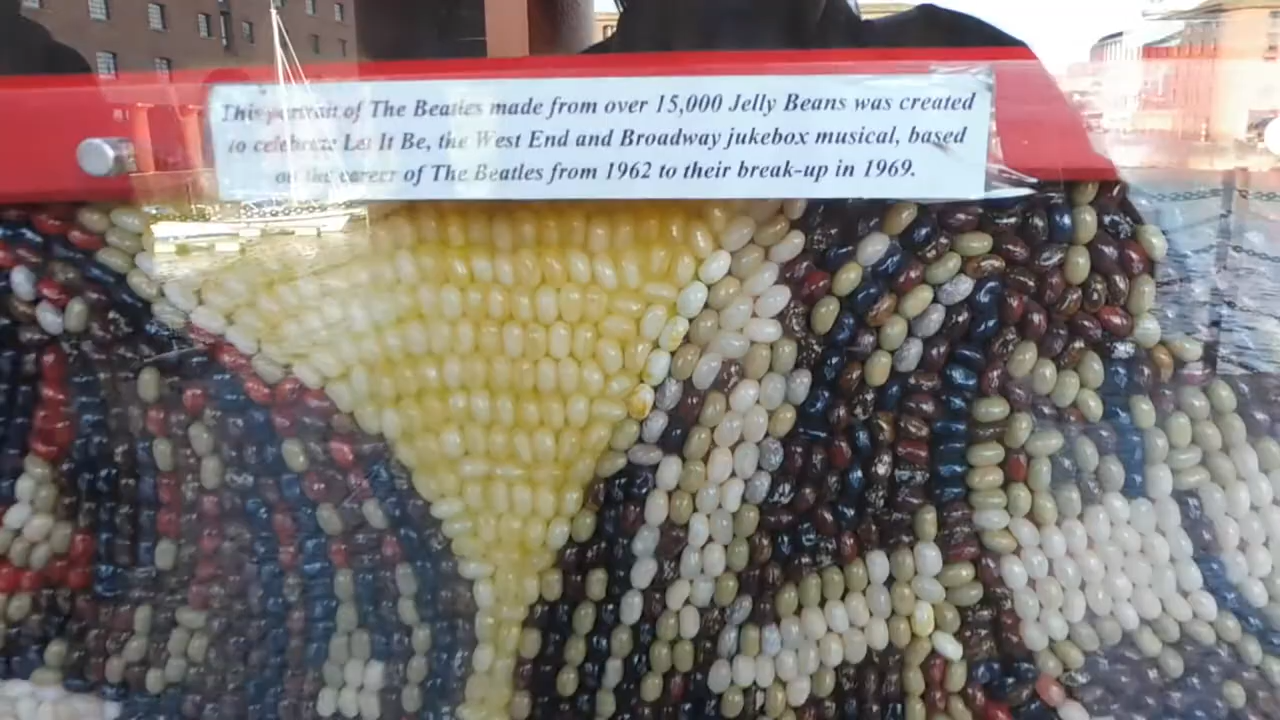 This portrait of The Beatles made from over 15,000 Jelly Beans was created
to celebrate Let It Be, the West End and Broadway jukebox musical, based
on the career of The Beatles from 1962 to their break-up in 1969.